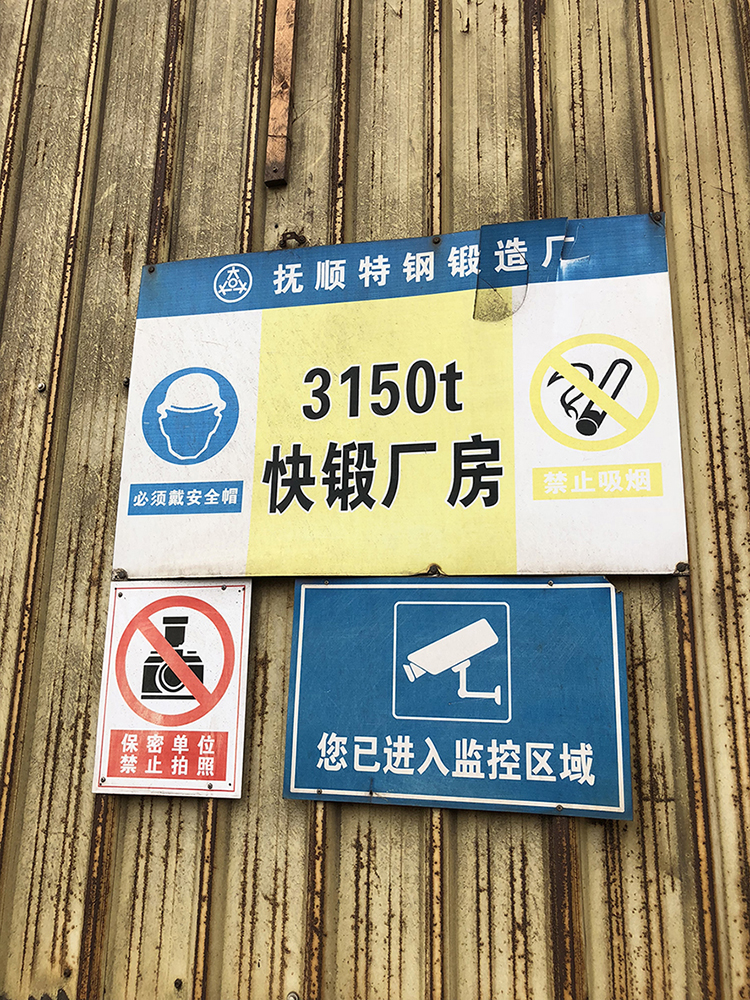 抚顺特钢锻造厂
3150t
快锻厂房
必须戴安全帽
禁止吸烟
保密单位
禁止拍照
您已进入监控区域